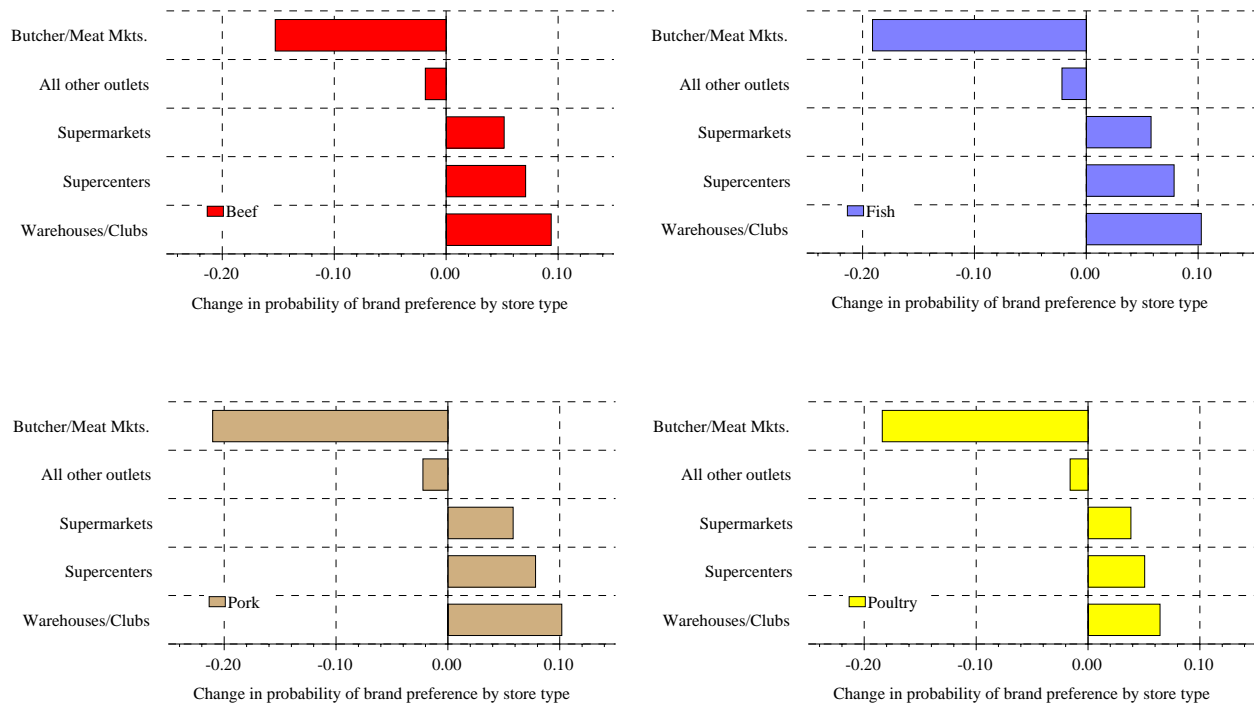 Butcher/Meat Mkts.
All other outlets
Supermarkets
Supercenters
Beef
Warehouses/Clubs
-0.20 -0.10 0.00 0.10
Change in probability of brand preference by store type
Butcher/Meat Mkts.
All other outlets
Supermarkets
Supercenters
Fish
Warehouses/Clubs
-0.20 -0.10 0.00 0.10
Change in probability of brand preference by store type
Butcher/Meat Mkts.
All other outlets
Supermarkets
Supercenters
Pork
Warehouses/Clubs
-0.20 -0.10 0.00 0.10
Change in probability of brand preference by store type
Butcher/Meat Mkts.
All other outlets
Supermarkets
Supercenters
Poultry
Warehouses/Clubs
-0.20 -0.10 0.00 0.10
Change in probability of brand preference by store type